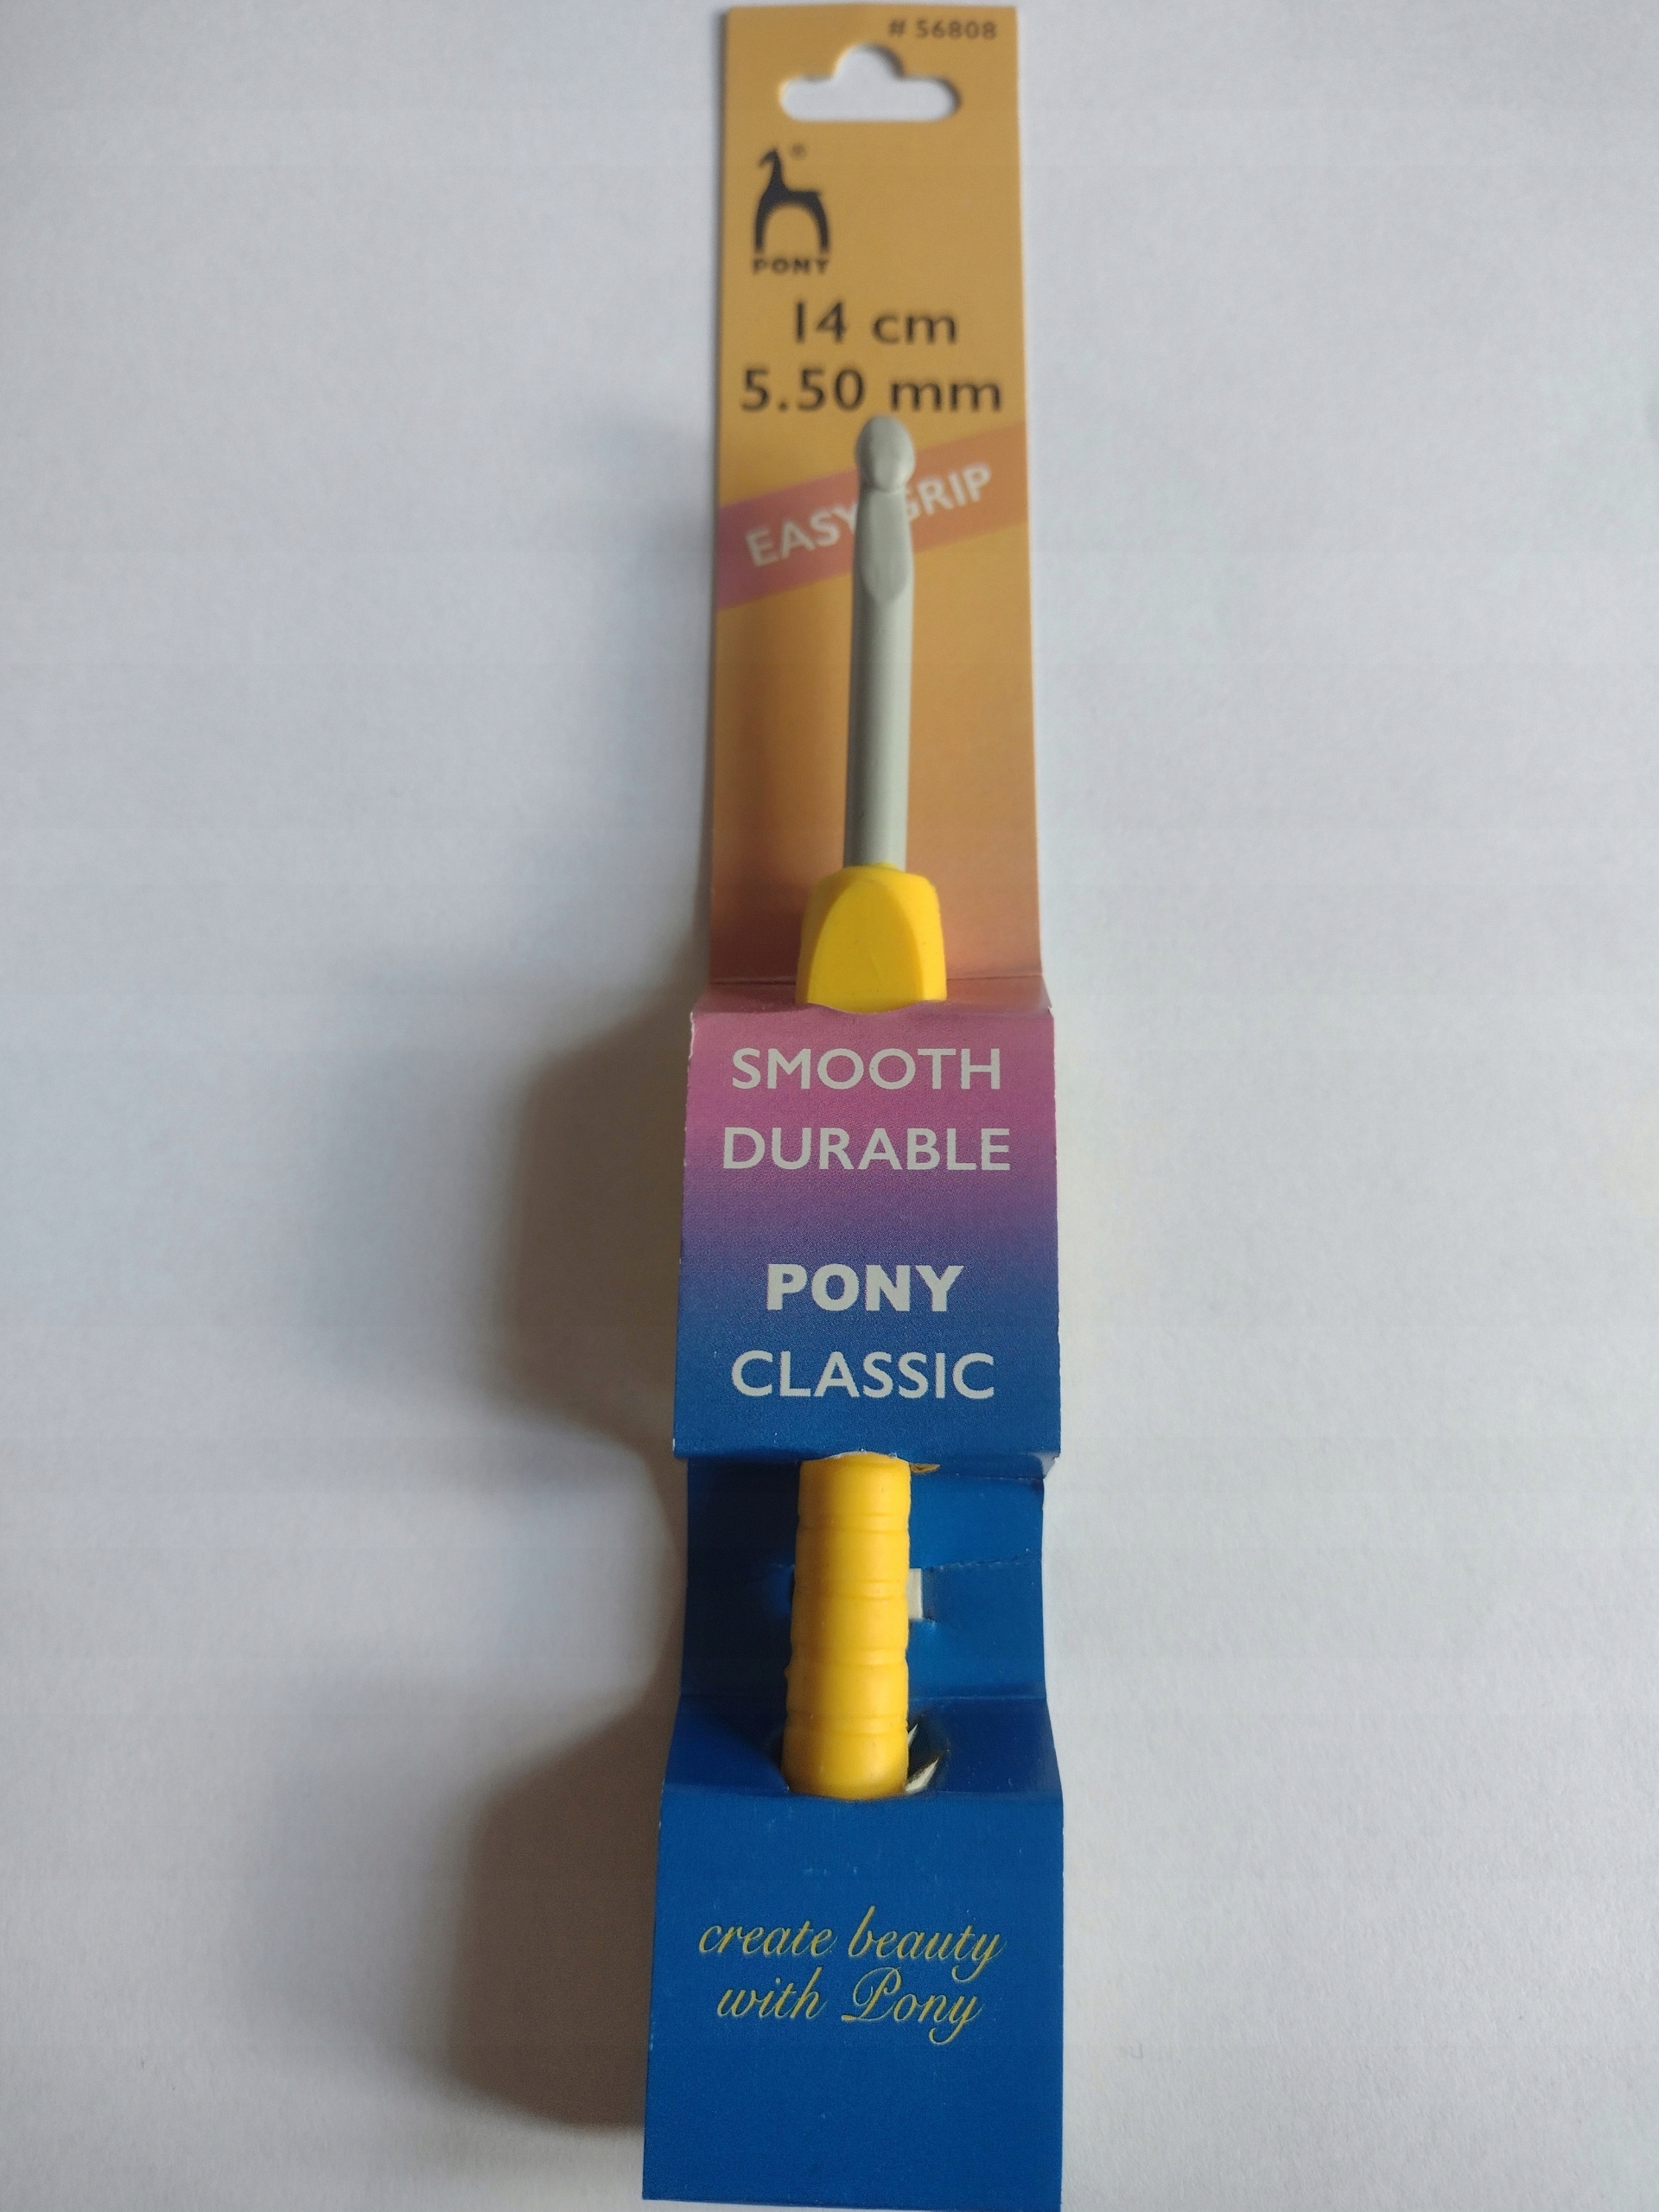 # 56808
®
PONY
14 cm
5.50 mm
EASY GRIP
SMOOTH
DURABLE
PONY
CLASSIC
create beauty
with Pony